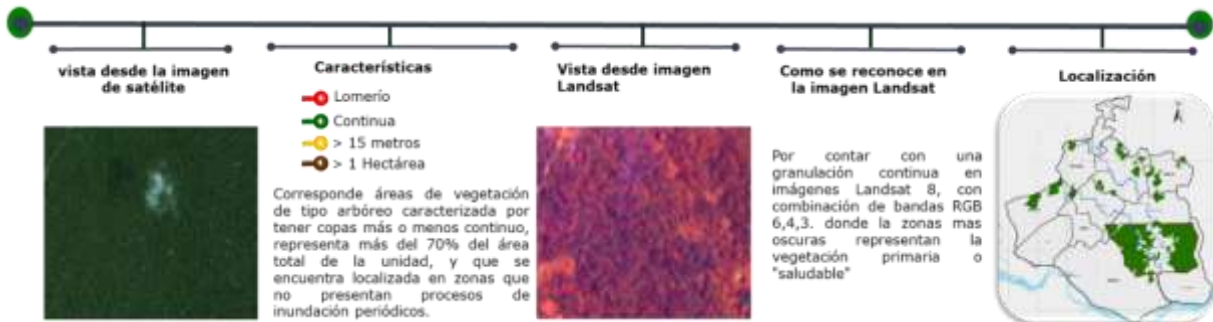 vista desde la imagen
de satélite
Características
Lomerío
Continua
> 15 metros
> 1 Hectárea
Corresponde áreas de vegetación
de tipo arbóreo caracterizada por
tener copas más o menos continuo,
representa más del 70% del área
total de la unidad, y que se
encuentra localizada en zonas que
no presentan procesos de
inundación periódicos.
Vista desde imagen
Landsat
Como se reconoce en
la imagen Landsat
Por contar con una
granulación continua en
imágenes Landsat 8, con
combinación de bandas RGB
6,4,3. donde la zonas mas
oscuras representan la
vegetación primaria o
"saludable"
Localización